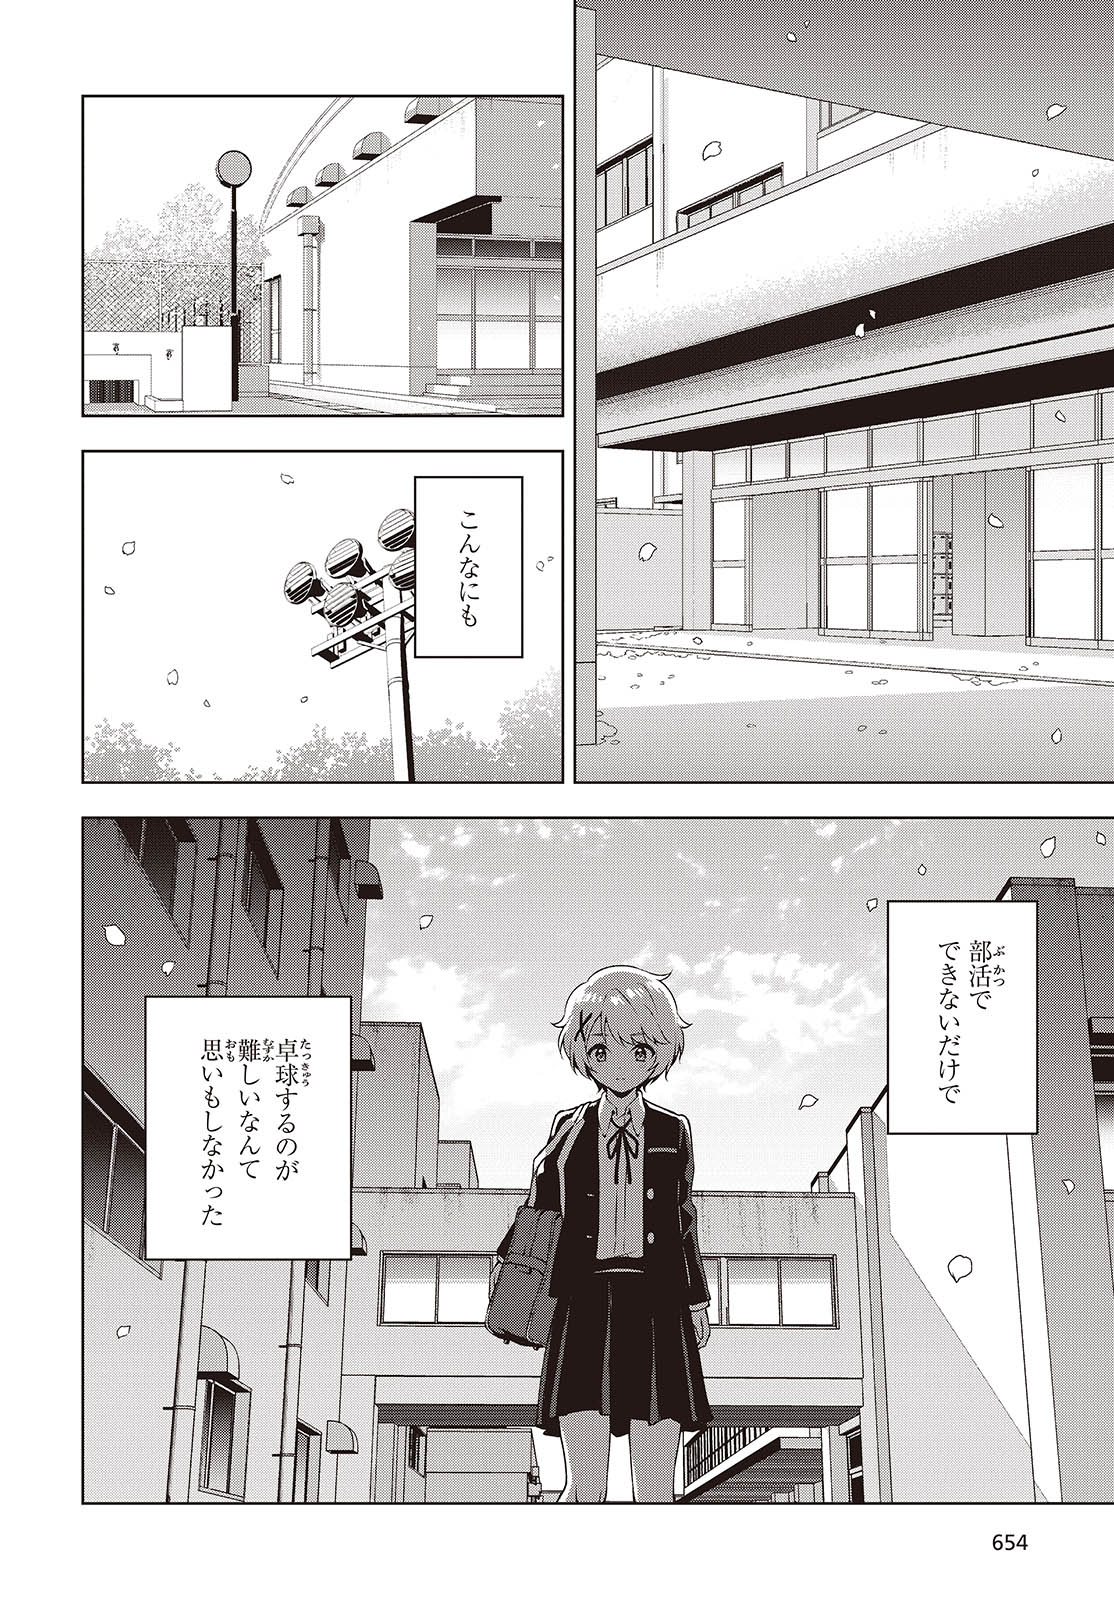 こんなにも
部活で
できないだけで
卓球するのが
難しいなんて
思いもしなかった
654